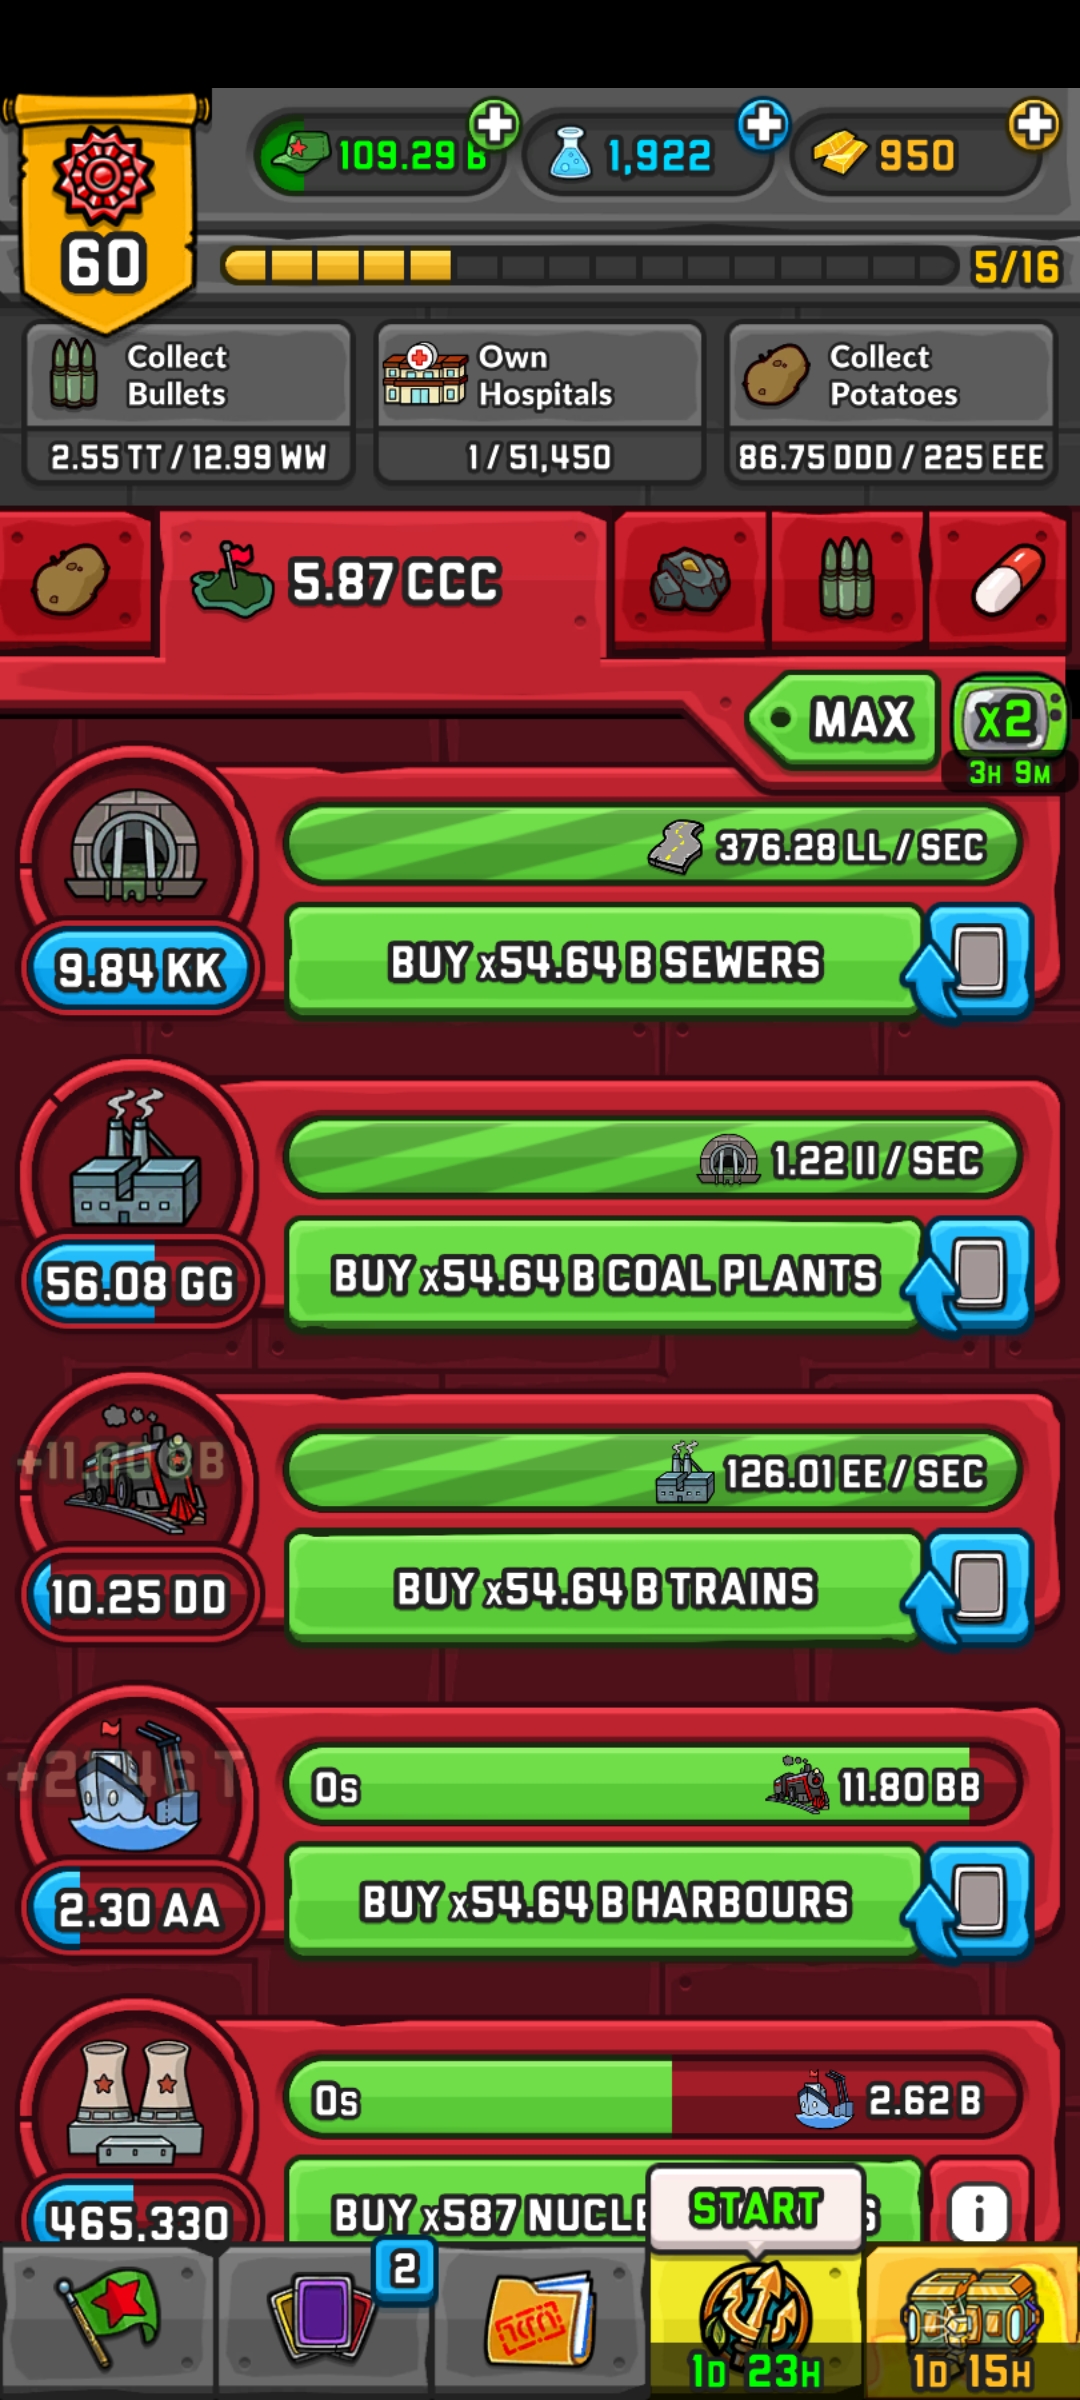 109.29 B
1,922
950
60
5/16
Collect
Bullets
2.55 TT / 12.99 WW
Own
Hospitals
1 / 51,450
Collect
Potatoes
86.75 DDD / 225 EEE
5.87 CCC
MAX
x2
3H 9M
376.28 LL / SEC
9.84 KK
BUY x54.64 B SEWERS
1.22 II / SEC
56.08 GG
BUY x54.64 B COAL PLANTS
126.01 EE / SEC
+11.80 BB
10.25 DD
BUY x54.64 B TRAINS
0s
11.80 BB
2.30 AA
BUY x54.64 B HARBOURS
0s
2.62 B
465,330
BUY x587
START
i
2
1D 23H
1D 15H